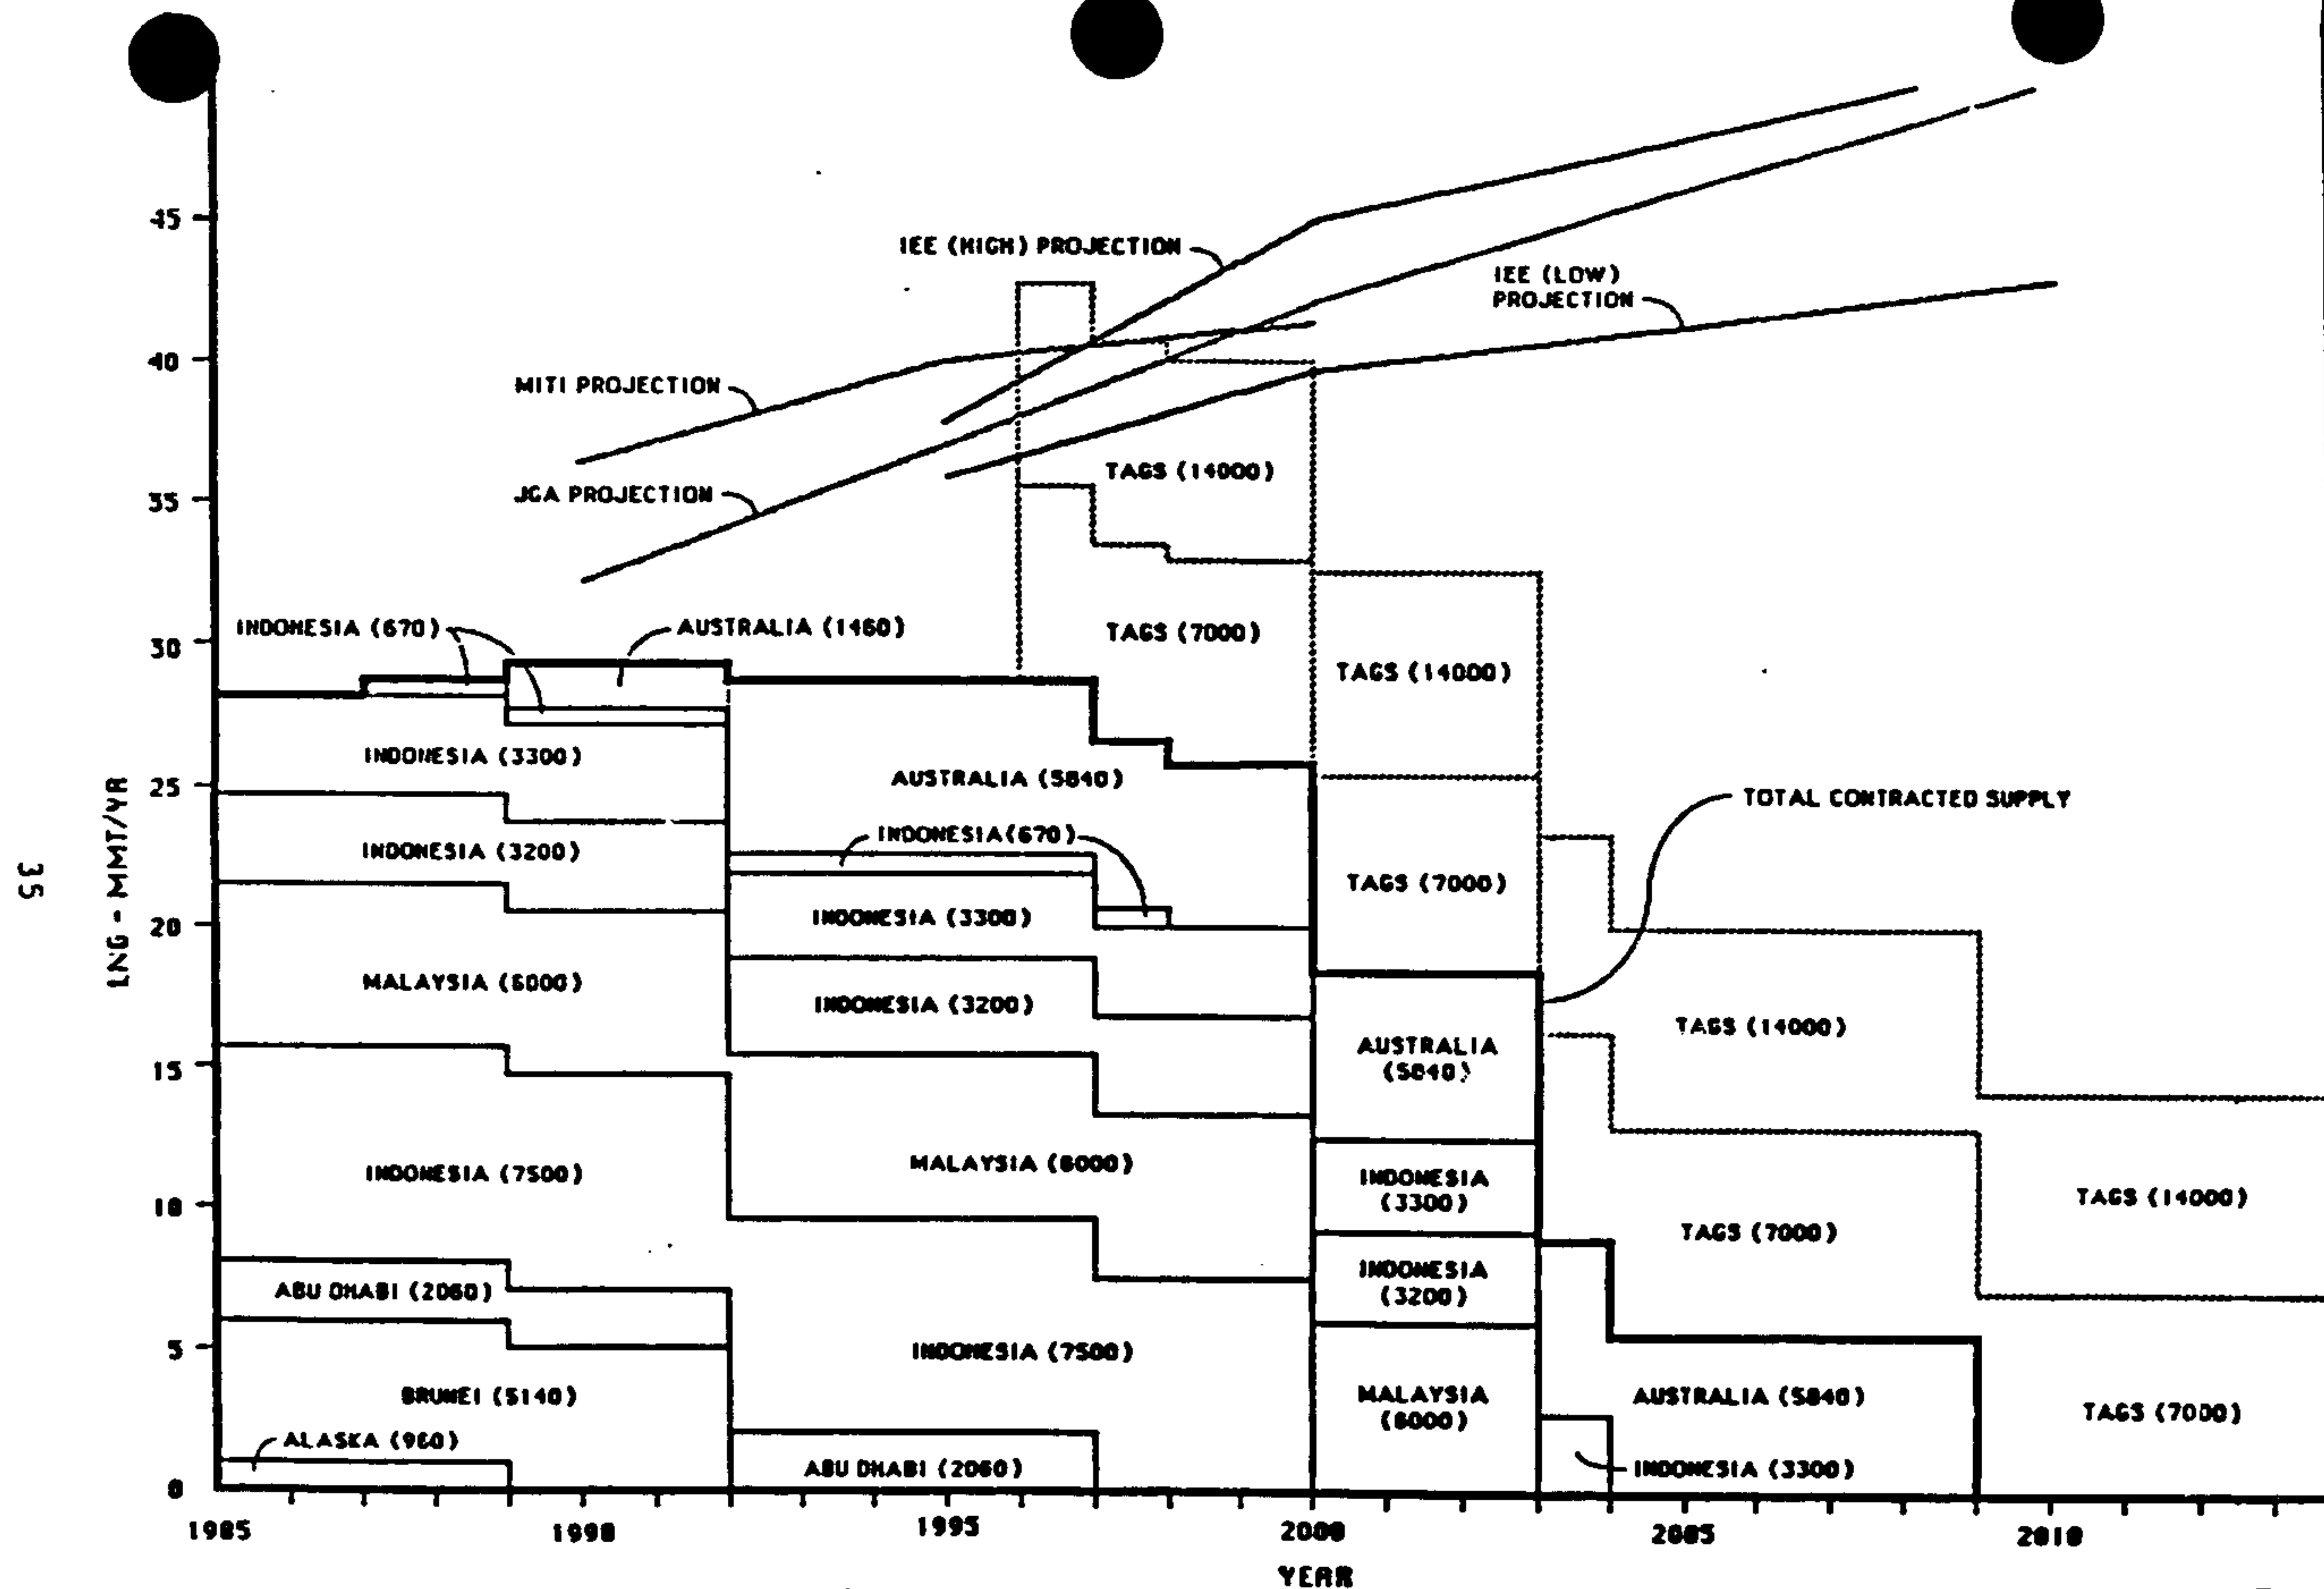 45
IEE (HIGH) PROJECTION
IEE (LOW)
PROJECTION
40
MITI PROJECTION
TAGS (14000)
35
JGA PROJECTION
INDONESIA (670)
AUSTRALIA (1460)
TAGS (7000)
30
TAGS (14000)
INDONESIA (3300)
AUSTRALIA (5840)
25
TOTAL CONTRACTED SUPPLY
INDONESIA (670)
INDONESIA (3200)
TAGS (7000)
LNG - MMT/YR
35
20
INDONESIA (3300)
MALAYSIA (6000)
INDONESIA (3200)
TAGS (14000)
AUSTRALIA
(5840)
15
INDONESIA (7500)
MALAYSIA (6000)
INDONESIA
(3300)
10
TAGS (14000)
TAGS (7000)
ABU DHABI (2060)
INDONESIA
(3200)
5
INDONESIA (7500)
BRUNEI (5140)
MALAYSIA
(6000)
AUSTRALIA (5840)
TAGS (7000)
ALASKA (960)
ABU DHABI (2060)
INDONESIA (3300)
0
1985 1990 1995 2000 2005 2010
YEAR